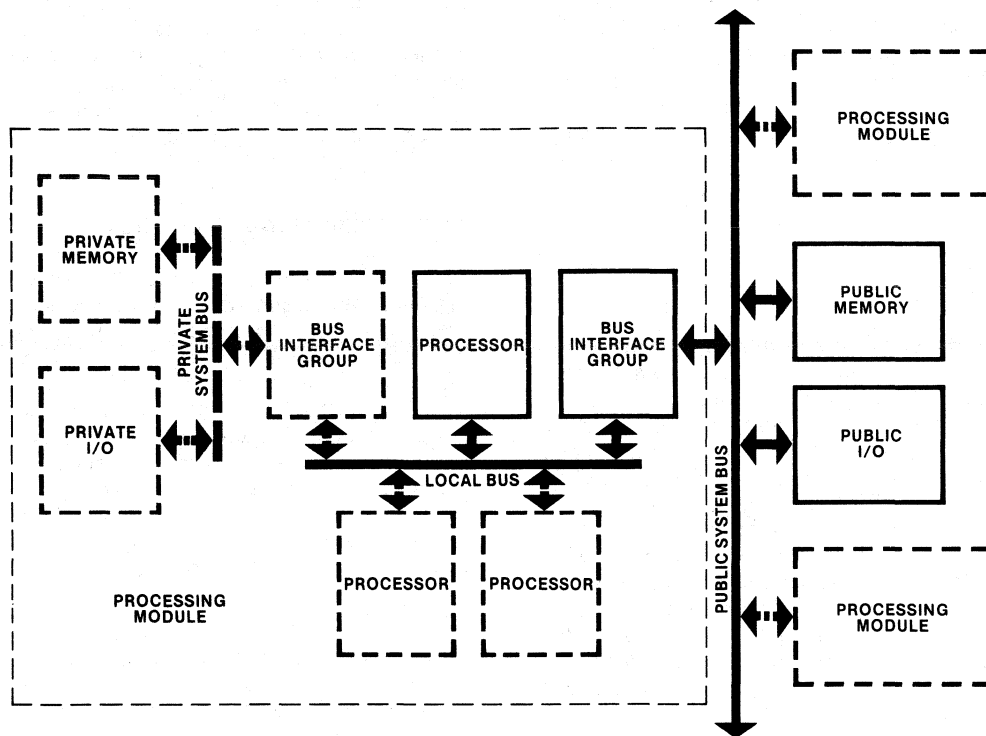 PROCESSING
MODULE
PRIVATE
MEMORY
PRIVATE
SYSTEM BUS
BUS
INTERFACE
GROUP
PROCESSOR
BUS
INTERFACE
GROUP
PUBLIC
MEMORY
PRIVATE
I/O
PUBLIC
I/O
LOCAL BUS
PUBLIC SYSTEM BUS
PROCESSOR
PROCESSOR
PROCESSING
MODULE
PROCESSING
MODULE